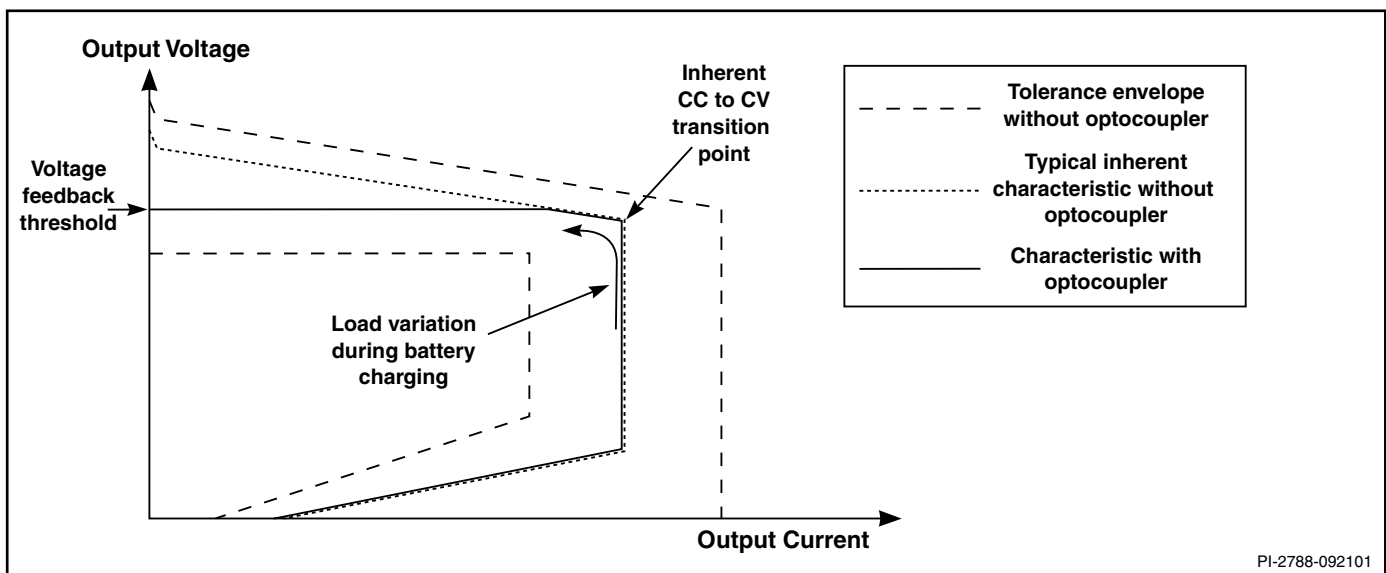 Output Voltage
Inherent
CC to CV
transition
point
Voltage
feedback
threshold
Load variation
during battery
charging
Output Current
Tolerance envelope
without optocoupler
Typical inherent
characteristic without
optocoupler
Characteristic with
optocoupler
PI-2788-092101